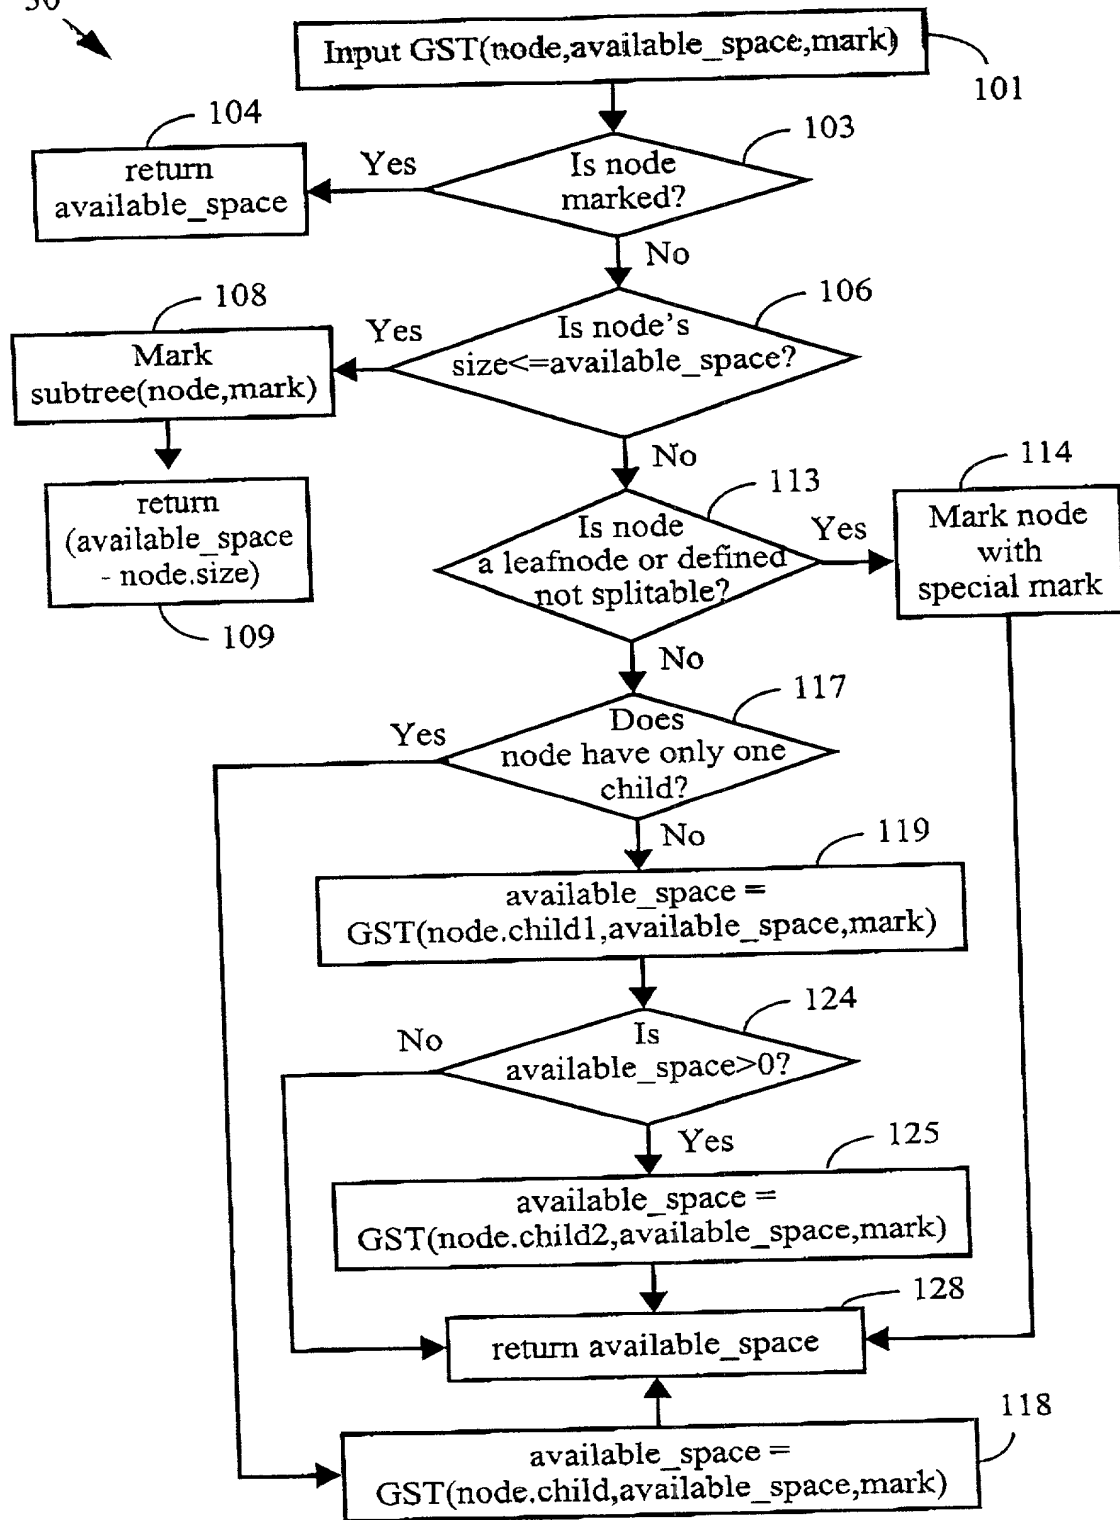 Input GST(node,available_space,mark)
101
104
return
available_space
Yes
103
Is node
marked?
No
108
Mark
subtree(node,mark)
Yes
106
Is node's
size<=available_space?
No
return
(available_space
- node.size)
109
113
Is node
a leafnode or defined
not splitable?
Yes
114
Mark node
with
special mark
No
117
Does
node have only one
child?
Yes
No
119
available_space =
GST(node.child1,available_space,mark)
124
Is
available_space>0?
No
Yes
125
available_space =
GST(node.child2,available_space,mark)
128
return available_space
118
available_space =
GST(node.child,available_space,mark)